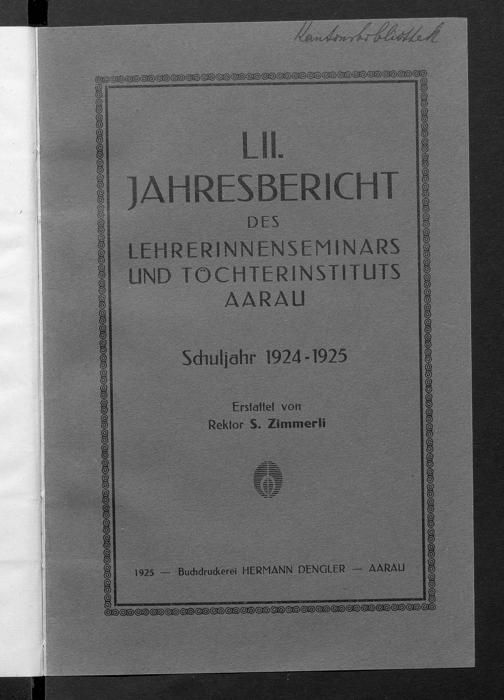 Kantonsbibliothek
LII.
JAHRESBERICHT
DES
LEHRERINNENSEMINARS
UND TÖCHTERINSTITUTS
AARAU
Schuljahr 1924-1925
Erstattet von
Rektor S. Zimmerli
1925 — Buchdruckerei HERMANN DENGLER — AARAU